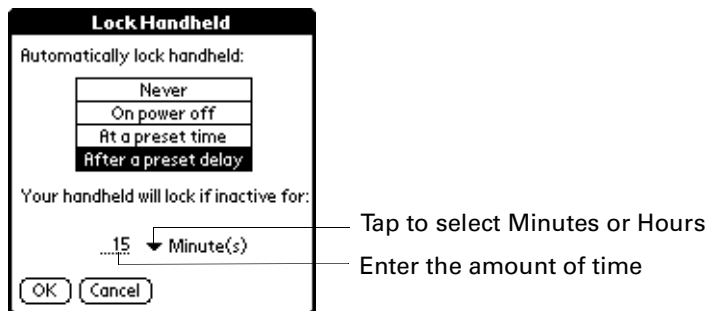 Lock Handheld
Automatically lock handheld:
Never
On power off
At a preset time
After a preset delay
Your handheld will lock if inactive for:
15 Minute(s)
Tap to select Minutes or Hours
Enter the amount of time
OK Cancel